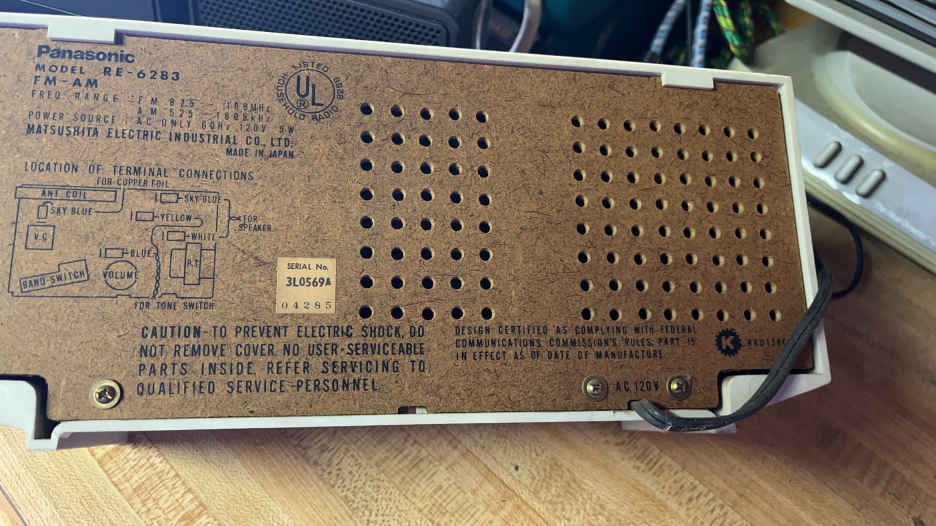 Panasonic
MODEL RE-6283
FM-AM
FREQ. RANGE : FM 87.5 — 108MHz
AM 525 — 1605kHz
POWER SOURCE : AC ONLY 60Hz 120V 5W
MATSUSHITA ELECTRIC INDUSTRIAL CO., LTD.
MADE IN JAPAN
LISTED
UL
®
HOUSEHOLD RADIO
LOCATION OF TERMINAL CONNECTIONS
FOR COPPER FOIL
ANT COIL
SKY BLUE
SKY BLUE
YELLOW
FOR
SPEAKER
WHITE
V.C
BLUE
P.T
BAND-SWITCH
VOLUME
FOR TONE SWITCH
SERIAL No.
3L0569A
04285
CAUTION-TO PREVENT ELECTRIC SHOCK, DO
NOT REMOVE COVER. NO USER-SERVICEABLE
PARTS INSIDE. REFER SERVICING TO
QUALIFIED SERVICE-PERSONNEL.
DESIGN CERTIFIED AS COMPLYING WITH FEDERAL
COMMUNICATIONS COMMISSION'S RULES, PART 15
IN EFFECT AS OF DATE OF MANUFACTURE.
K
AC 120V